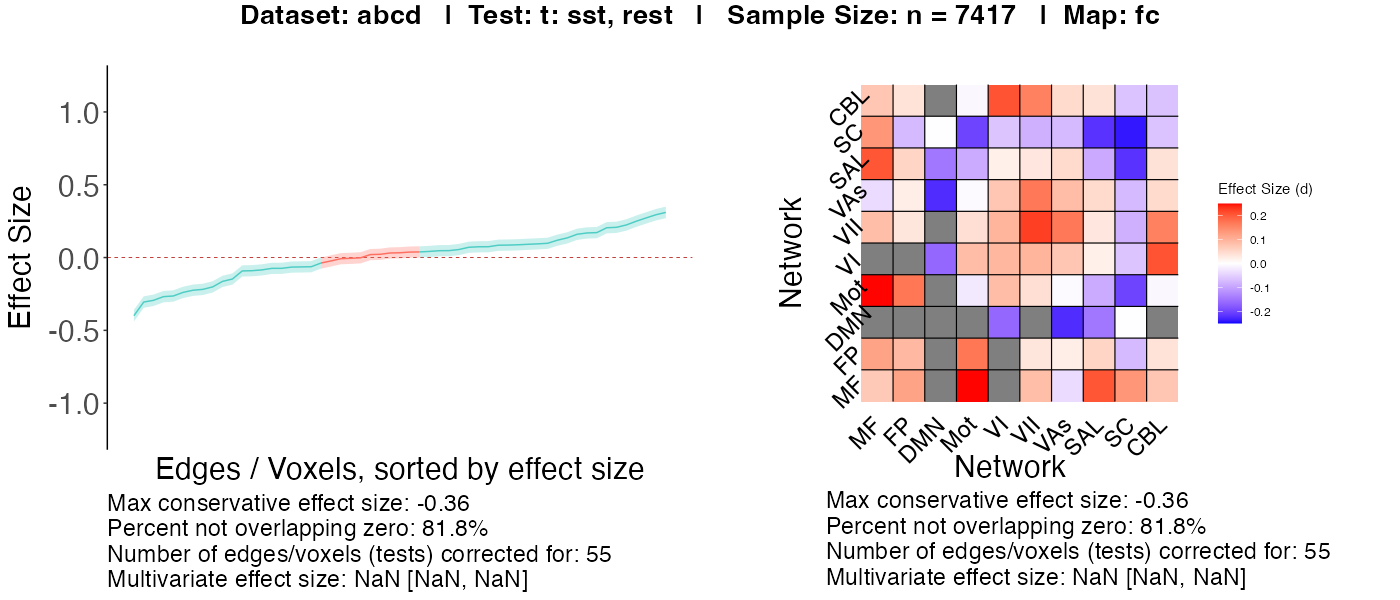 Dataset: abcd | Test: t: sst, rest | Sample Size: n = 7417 | Map: fc
Effect Size
1.0
0.5
0.0
-0.5
-1.0
Edges / Voxels, sorted by effect size
Max conservative effect size: -0.36
Percent not overlapping zero: 81.8%
Number of edges/voxels (tests) corrected for: 55
Multivariate effect size: NaN [NaN, NaN]
Network
CBL
SC
SAL
VAs
VII
VI
Mot
DMN
FP
MF
MF FP DMN Mot VI VII VAs SAL SC CBL
Network
Effect Size (d)
0.2
0.1
0.0
-0.1
-0.2
Max conservative effect size: -0.36
Percent not overlapping zero: 81.8%
Number of edges/voxels (tests) corrected for: 55
Multivariate effect size: NaN [NaN, NaN]